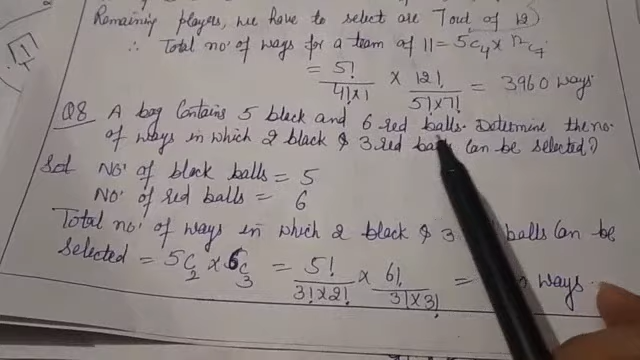 Remaining players, we have to select are 7 out of 12)
∴ Total no' of ways for a team of 11 = 5C4 x 12C7
= 5! / 4! x 1 x 12! / 5! x 7! = 3960 ways
Q8 A bag contains 5 black and 6 red balls. Determine the no.
of ways in which 2 black & 3 red balls can be selected?
Sol No' of black balls = 5
No' of red balls = 6
Total no' of ways in which 2 black & 3 balls can be
selected = 5C2 x 6C3 = 5! / 3! x 2! x 6! / 3! x 3! = ways.